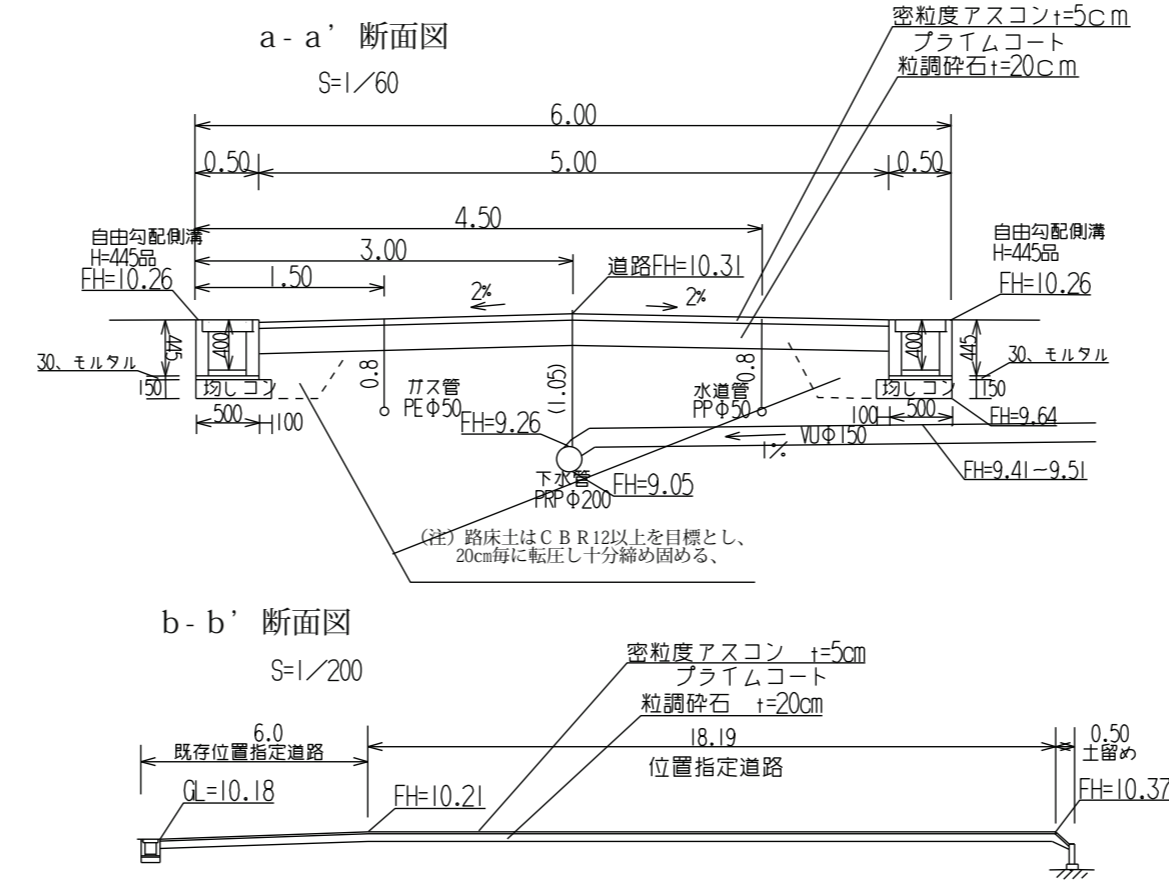 a-a’ 断面図
S=1/60
密粒度アスコンt=5cm
プライムコート
粒調砕石t=20cm
6.00
0.50
5.00
0.50
4.50
3.00
1.50
自由勾配側溝
H=445品
FH=10.26
道路FH=10.31
自由勾配側溝
H=445品
FH=10.26
2%
2%
445
400
30、モルタル
150
均しコン
500
100
0.8
ガス管
PEΦ50
(1.05)
FH=9.26
水道管
PPΦ50
0.8
400
445
30、モルタル
均しコン
150
100
500
FH=9.64
VUΦ150
1%
FH=9.41~9.51
下水管
PRPΦ200
FH=9.05
(注)路床土はCBR12以上を目標とし、
20cm毎に転圧し十分締め固める、
b-b’ 断面図
S=1/200
密粒度アスコン t=5cm
プライムコート
粒調砕石 t=20cm
6.0
既存位置指定道路
18.19
位置指定道路
0.50
土留め
GL=10.18
FH=10.21
FH=10.37